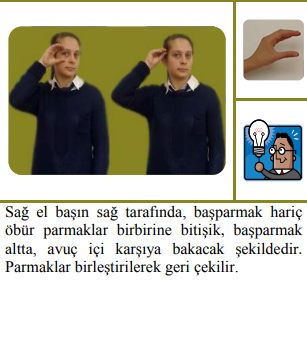 Sağ el başın sağ tarafında, başparmak hariç
öbür parmaklar birbirine bitişik, başparmak
altta, avuç içi karşıya bakacak şekildedir.
Parmaklar birleştirilerek geri çekilir.